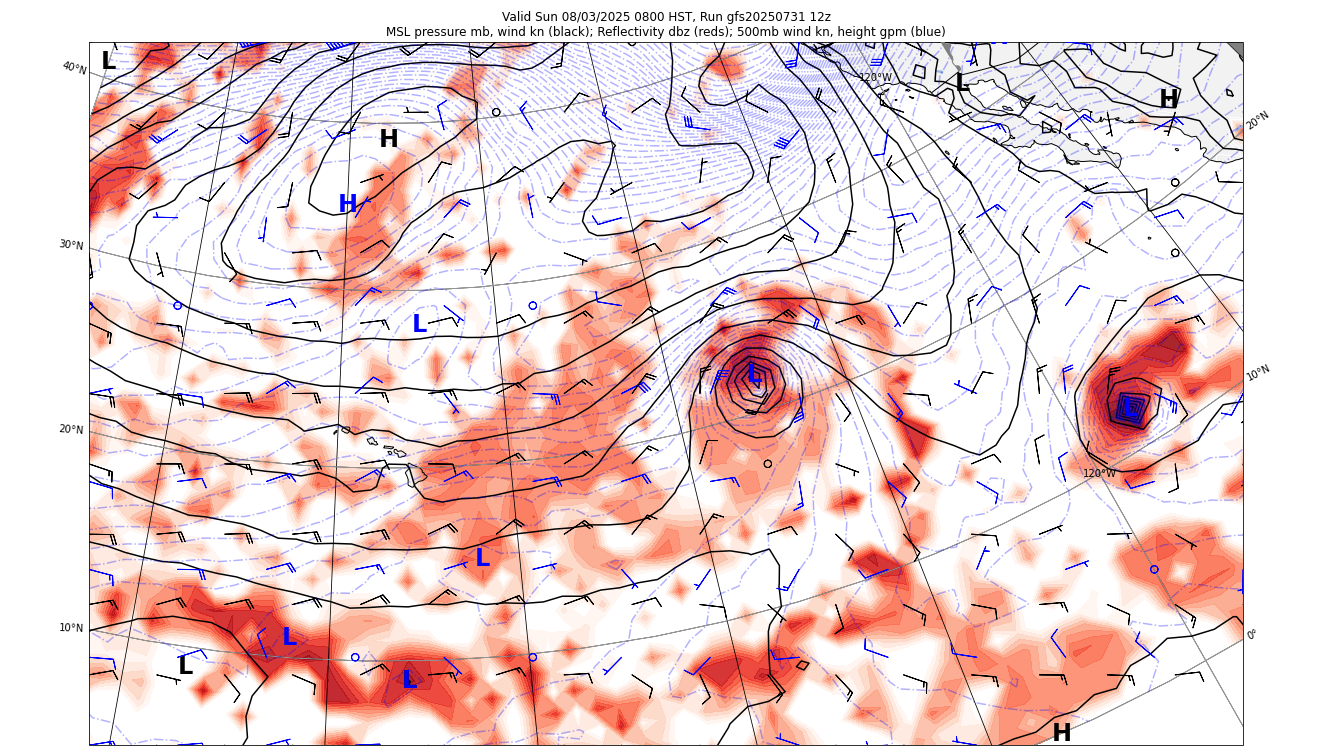 Valid Sun 08/03/2025 0800 HST, Run gfs20250731 12z
MSL pressure mb, wind kn (black); Reflectivity dbz (reds); 500mb wind kn, height gpm (blue)
L
40°N
120°W
L
H
20°N
H
H
30°N
L
L
10°N
L
20°N
120°W
L
10°N
L
0°
L
L
H